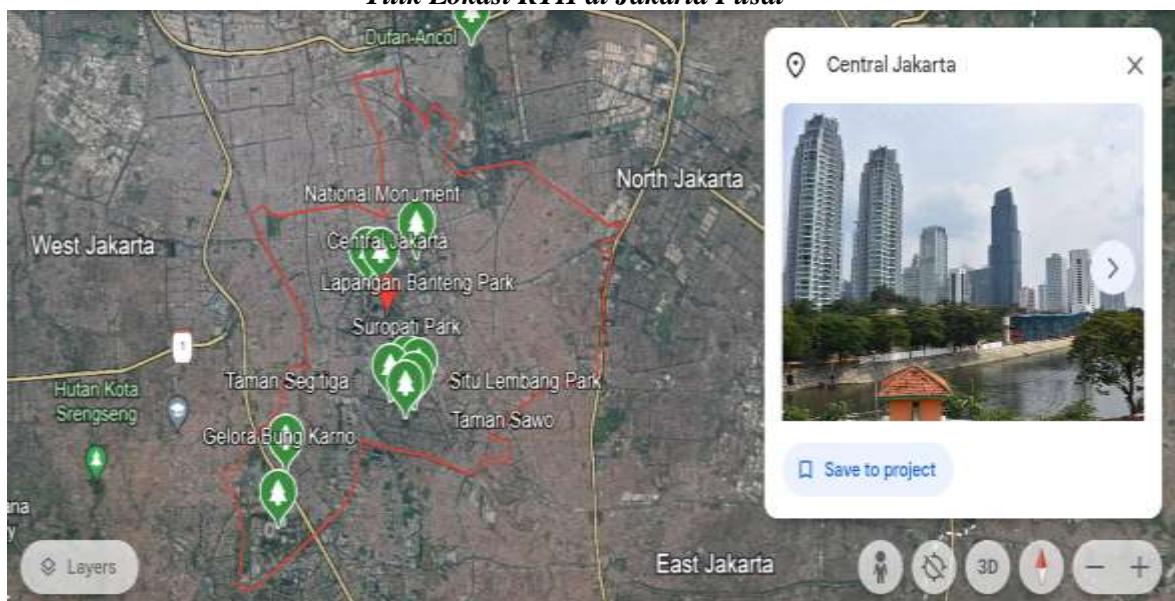 Titik Lokasi RTH di Jakarta Pusat
Dufan-Ancol
Central Jakarta
North Jakarta
National Monument
West Jakarta
Central Jakarta
Lapangan Banteng Park
Suropati Park
1
Hutan Kota
Srengseng
Taman Segitiga
Situ Lembang Park
Taman Sawo
Gelora Bung Karno
Save to project
ana
y
Layers
East Jakarta
3D